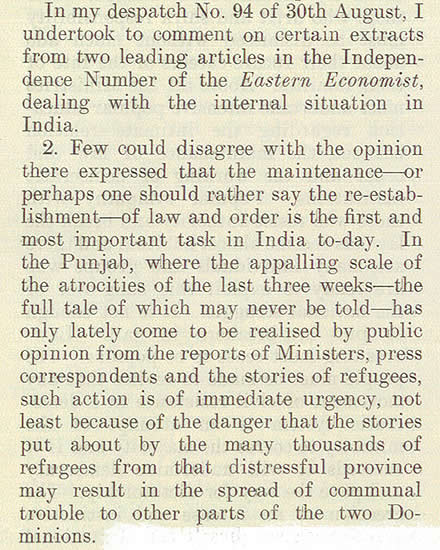 In my despatch No. 94 of 30th August, I
undertook to comment on certain extracts
from two leading articles in the Indepen-
dence Number of the Eastern Economist,
dealing with the internal situation in
India.
2. Few could disagree with the opinion
there expressed that the maintenance—or
perhaps one should rather say the re-estab-
lishment—of law and order is the first and
most important task in India to-day. In
the Punjab, where the appalling scale of
the atrocities of the last three weeks—the
full tale of which may never be told—has
only lately come to be realised by public
opinion from the reports of Ministers, press
correspondents and the stories of refugees,
such action is of immediate urgency, not
least because of the danger that the stories
put about by the many thousands of
refugees from that distressful province
may result in the spread of communal
trouble to other parts of the two Do-
minions.